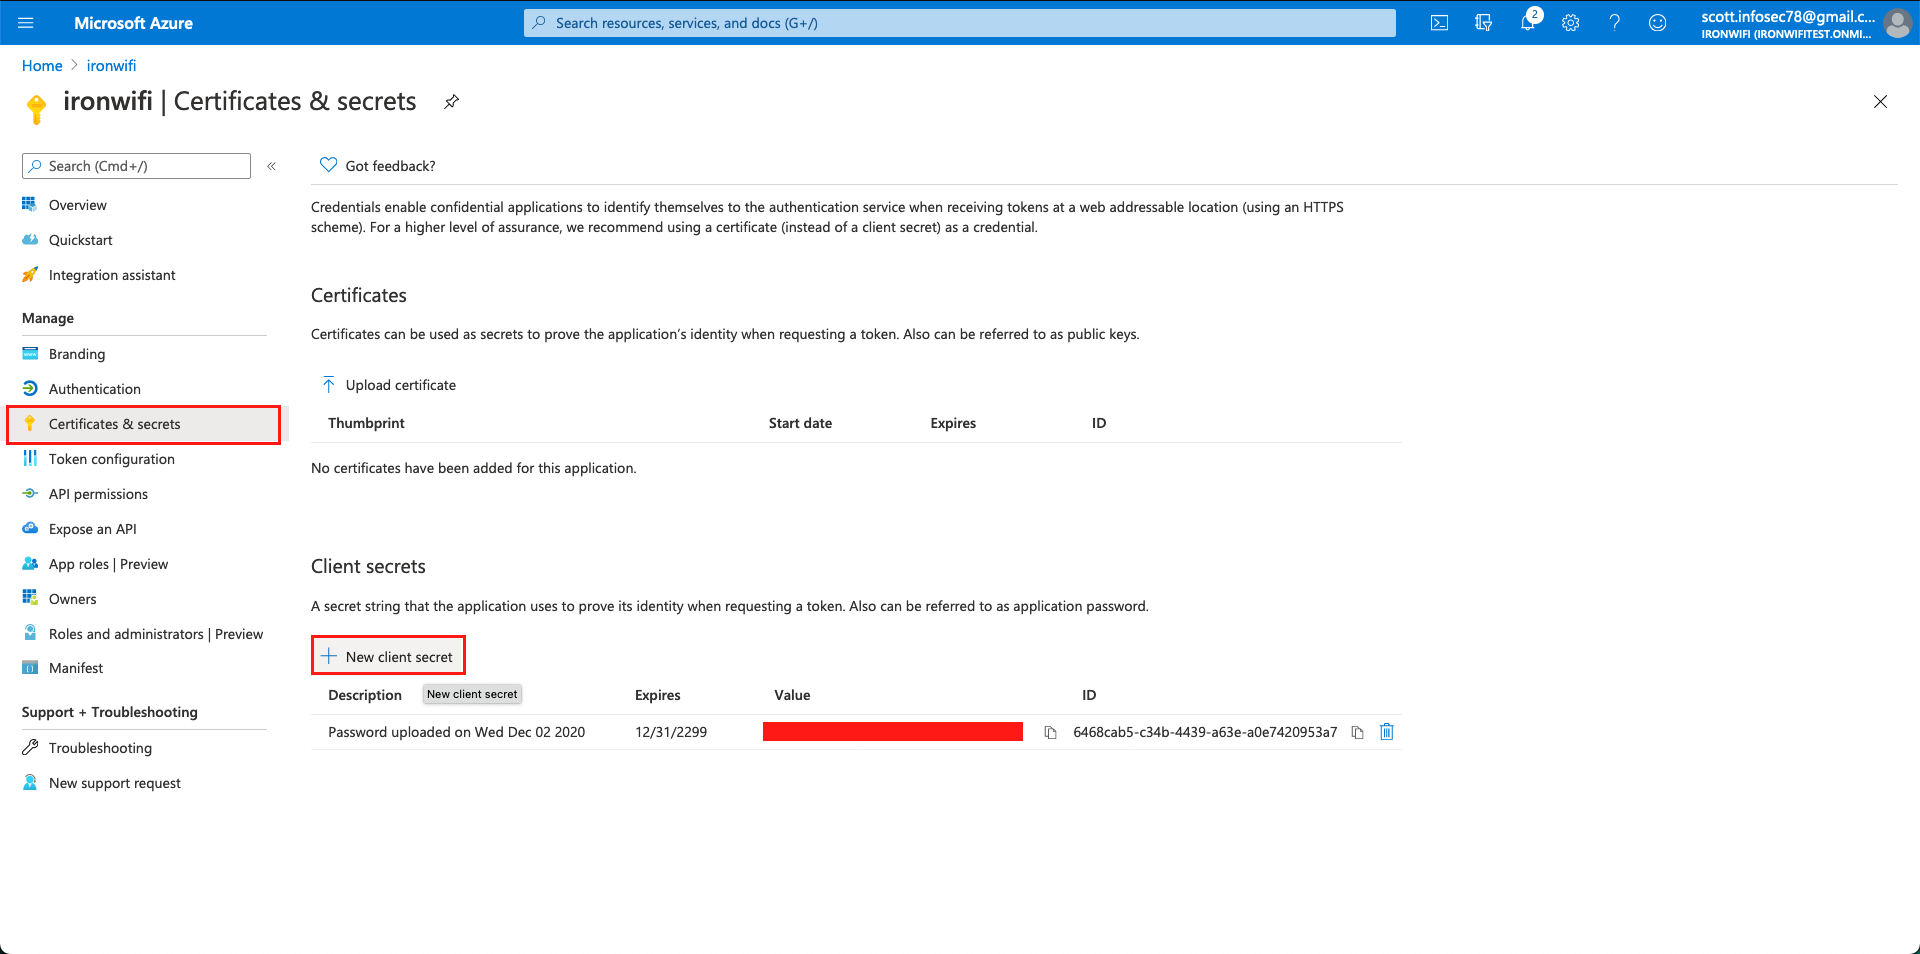 Microsoft Azure
Search resources, services, and docs (G+/)
2
scott.infosec78@gmail.c...
IRONWIFI (IRONWIFITEST.ONMI...
Home > ironwifi
ironwifi | Certificates & secrets
Search (Cmd+/)
«
Got feedback?
Overview
Quickstart
Integration assistant
Manage
Branding
Authentication
Certificates & secrets
Token configuration
API permissions
Expose an API
App roles | Preview
Owners
Roles and administrators | Preview
Manifest
Support + Troubleshooting
Troubleshooting
New support request
Credentials enable confidential applications to identify themselves to the authentication service when receiving tokens at a web addressable location (using an HTTPS
scheme). For a higher level of assurance, we recommend using a certificate (instead of a client secret) as a credential.
Certificates
Certificates can be used as secrets to prove the application's identity when requesting a token. Also can be referred to as public keys.
Upload certificate
Thumbprint Start date Expires ID
No certificates have been added for this application.
Client secrets
A secret string that the application uses to prove its identity when requesting a token. Also can be referred to as application password.
New client secret
Description New client secret Expires Value ID
Password uploaded on Wed Dec 02 2020 12/31/2299 6468cab5-c34b-4439-a63e-a0e7420953a7